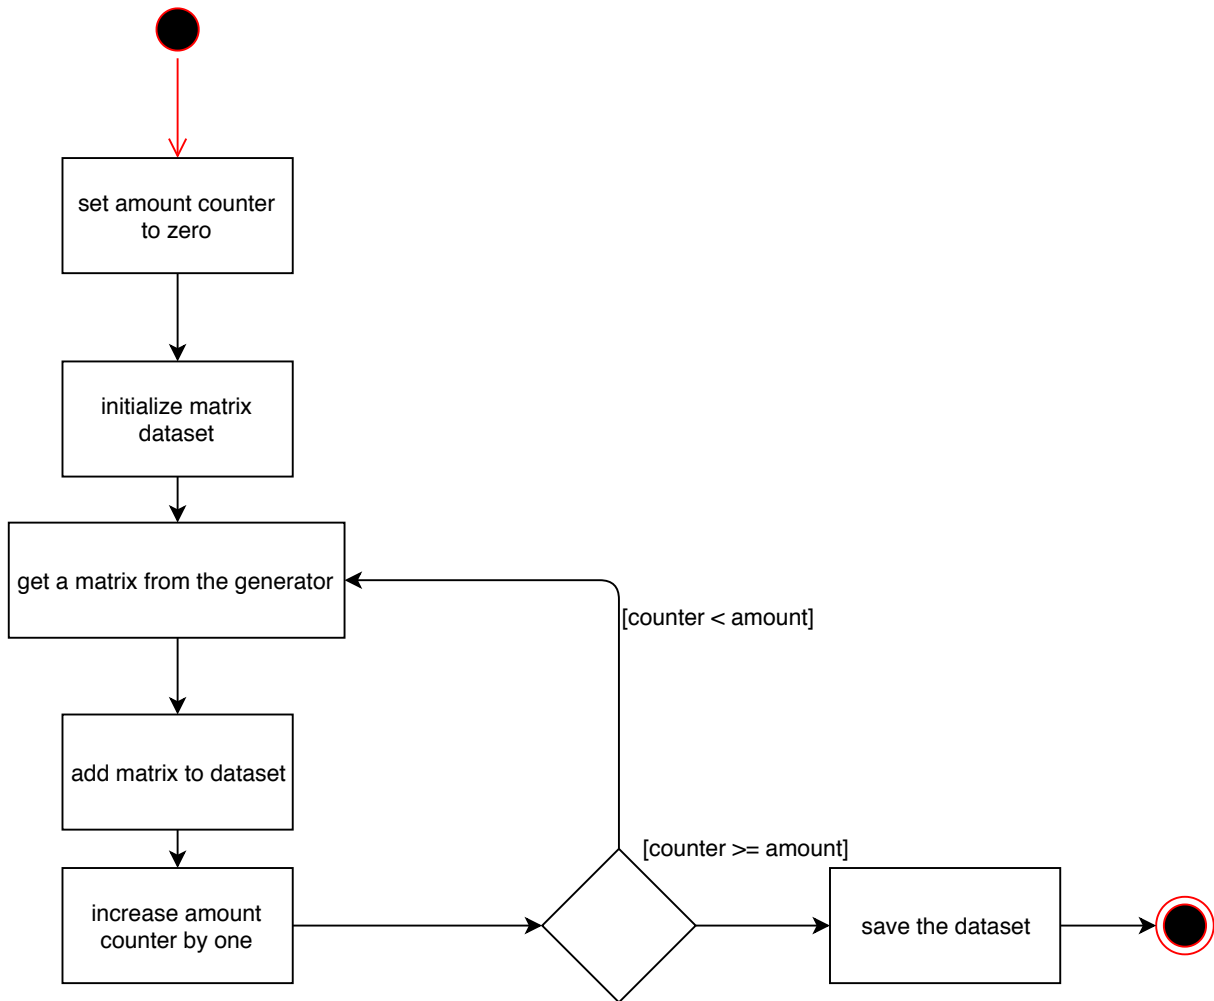 set amount counter
to zero
initialize matrix
dataset
get a matrix from the generator
[counter < amount]
add matrix to dataset
[counter >= amount]
increase amount
counter by one
save the dataset